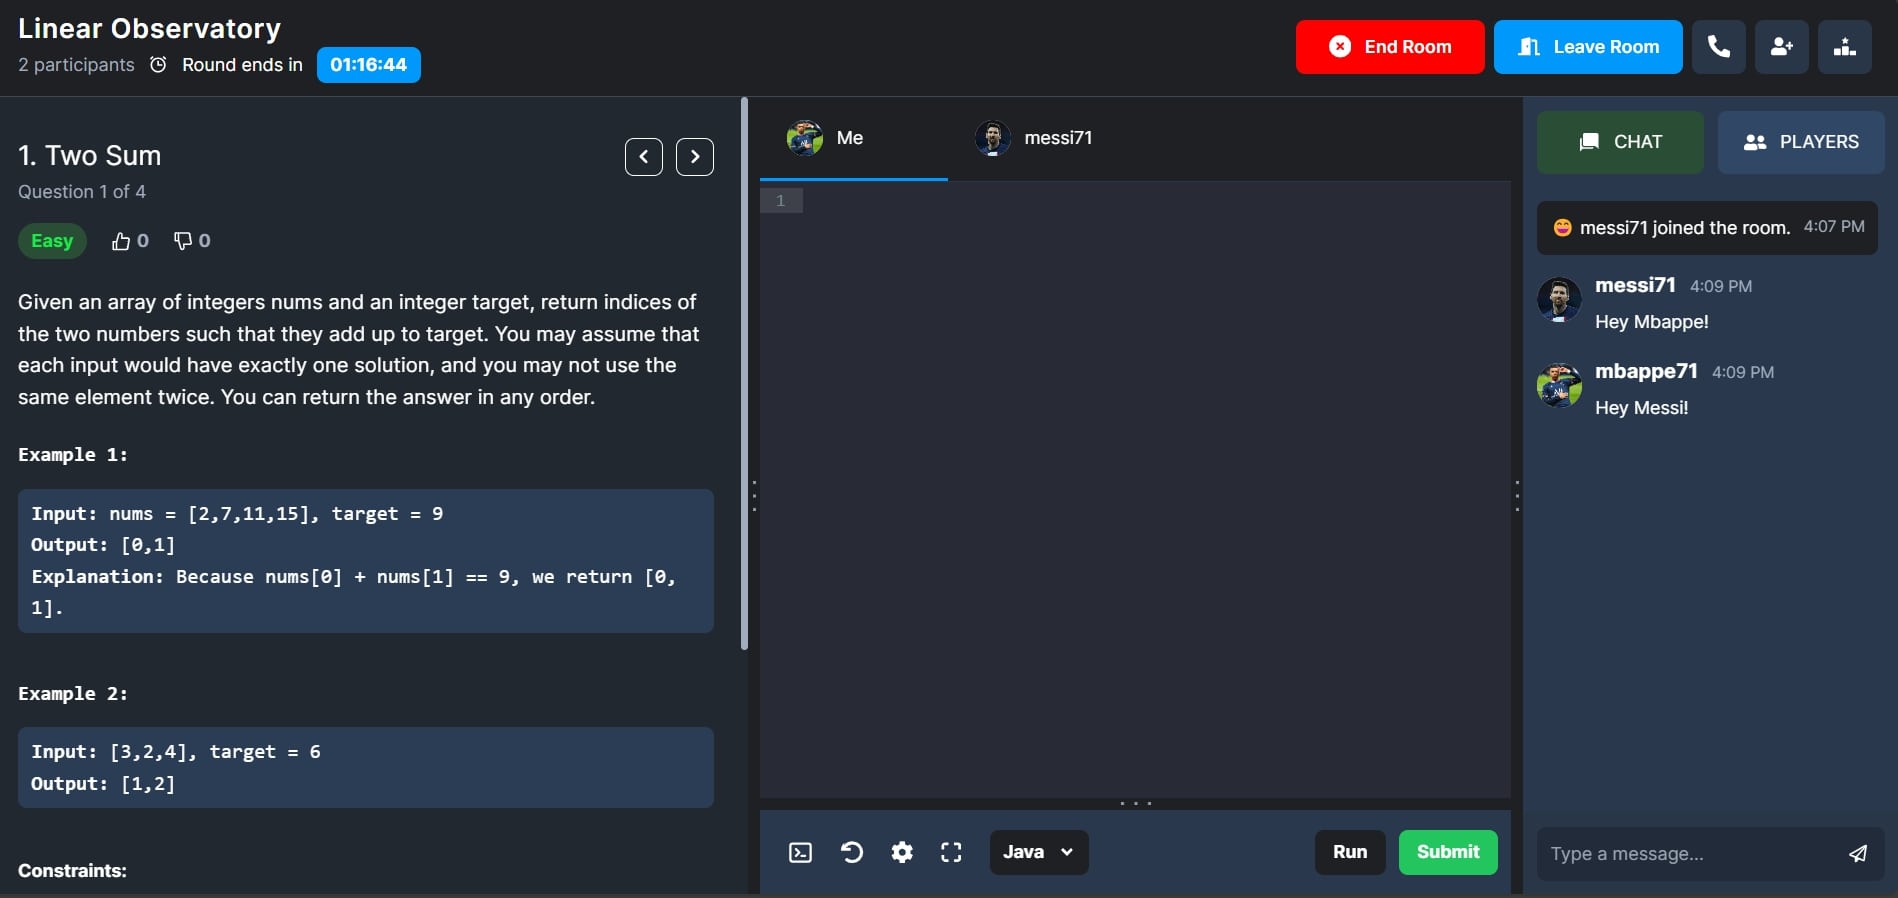 Linear Observatory
2 participants Round ends in 01:16:44
End Room
Leave Room
1. Two Sum
Question 1 of 4
Easy 0 0
Given an array of integers nums and an integer target, return indices of
the two numbers such that they add up to target. You may assume that
each input would have exactly one solution, and you may not use the
same element twice. You can return the answer in any order.
Example 1:
Input: nums = [2,7,11,15], target = 9
Output: [0,1]
Explanation: Because nums[0] + nums[1] == 9, we return [0,
1].
Example 2:
Input: [3,2,4], target = 6
Output: [1,2]
Constraints:
Me
messi71
1
Java
Run
Submit
CHAT
PLAYERS
messi71 joined the room. 4:07 PM
messi71 4:09 PM
Hey Mbappe!
mbappe71 4:09 PM
Hey Messi!
Type a message...